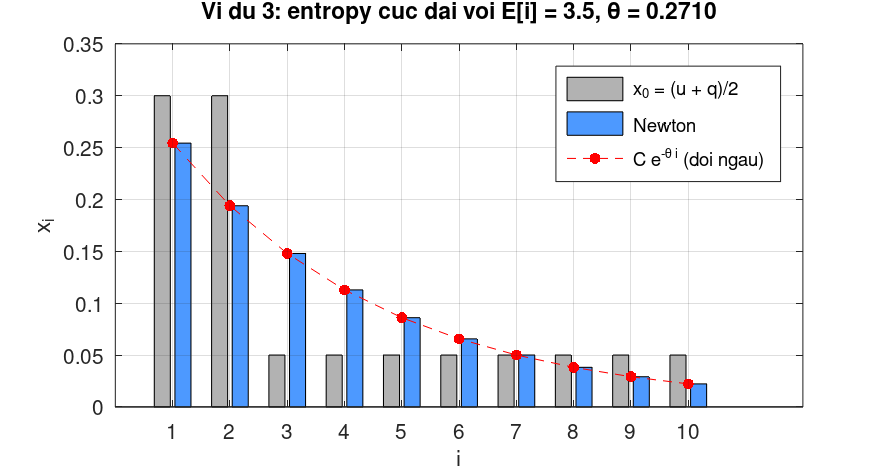 Vi du 3: entropy cuc dai voi E[i] = 3.5, θ = 0.2710
0.35
0.3
0.25
0.2
0.15
0.1
0.05
0
x₀ = (u + q)/2
Newton
C e^-θ i (doi ngau)
xᵢ
1 2 3 4 5 6 7 8 9 10
i